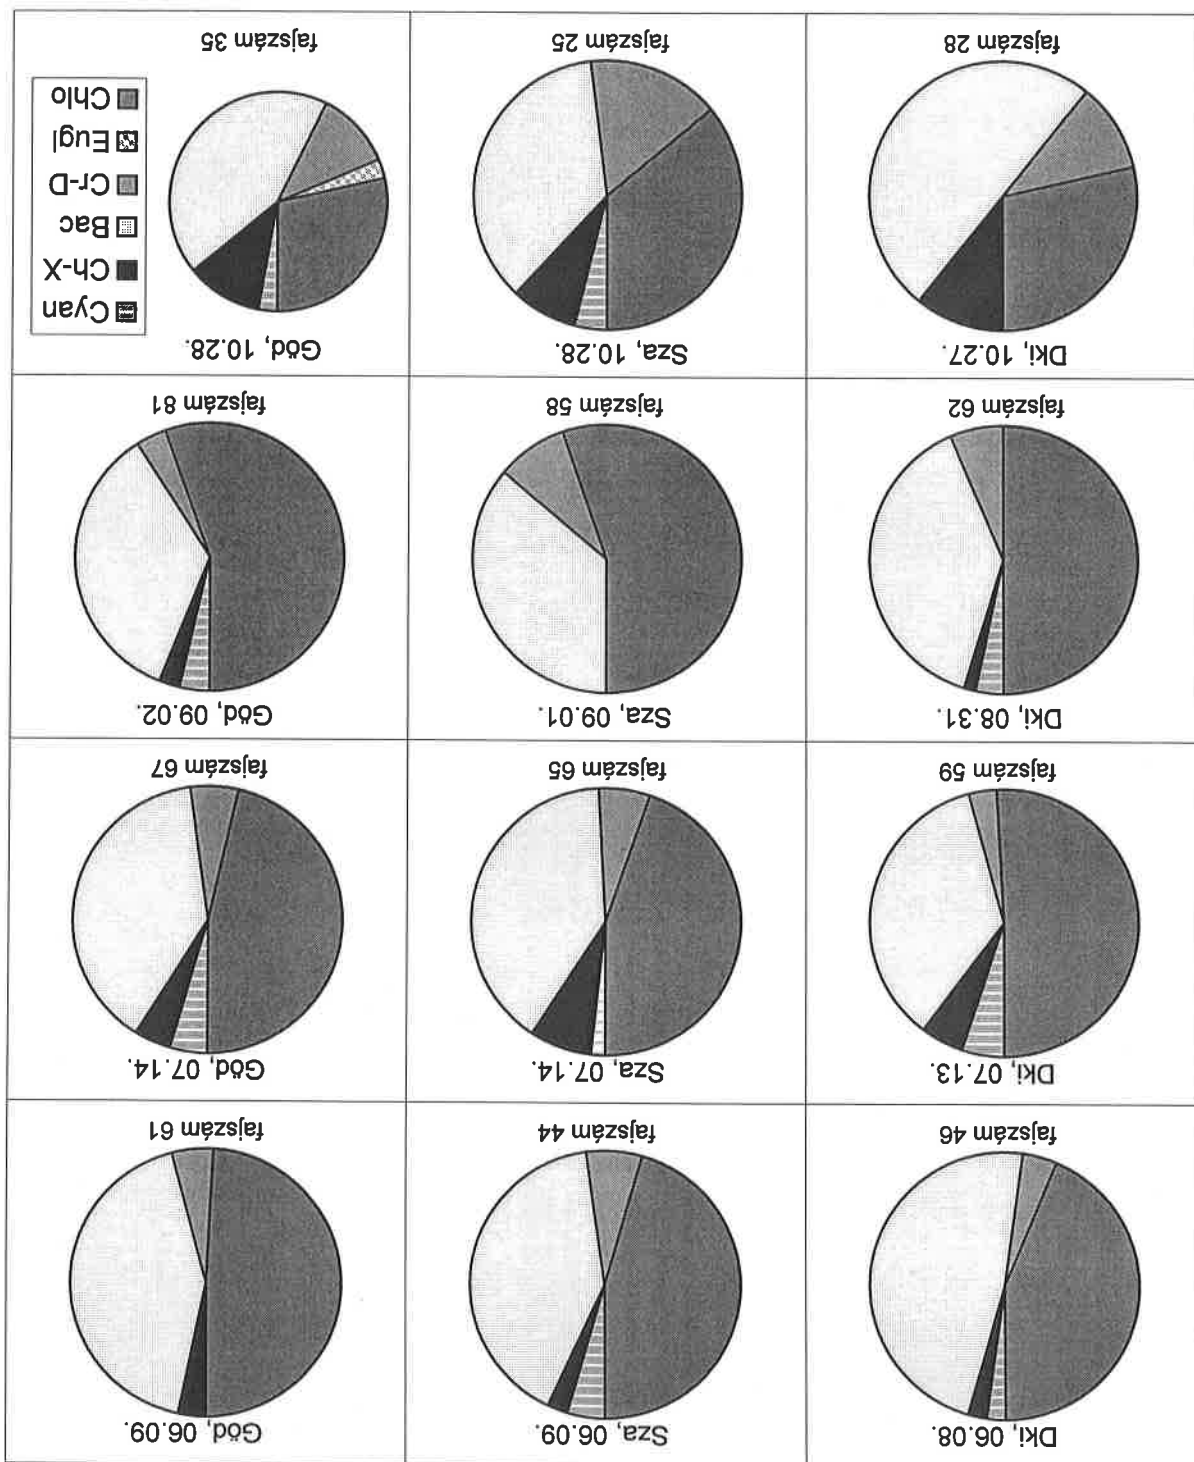 Dki, 06.08.
fajszám 46
Sza, 06.09.
fajszám 44
Göd, 06.09.
fajszám 61
Dki, 07.13.
fajszám 59
Sza, 07.14.
fajszám 65
Göd, 07.14.
fajszám 67
Dki, 08.31.
fajszám 62
Sza, 09.01.
fajszám 58
Göd, 09.02.
fajszám 81
Dki, 10.27.
fajszám 28
Sza, 10.28.
fajszám 25
Göd, 10.28.
fajszám 35
Cyan
Ch-X
Bac
Cr-D
Eugl
Chlo